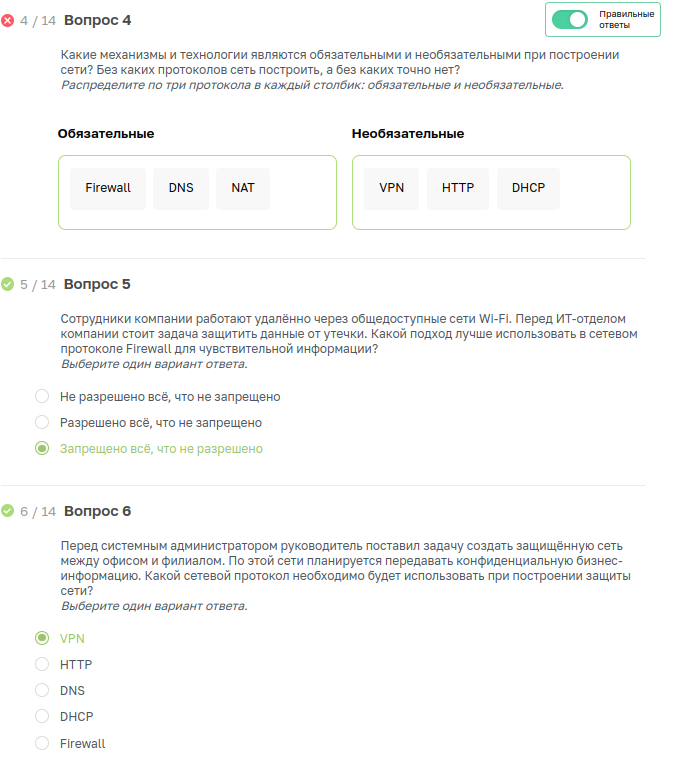 4 / 14 Вопрос 4
Правильные
ответы
Какие механизмы и технологии являются обязательными и необязательными при построении
сети? Без каких протоколов сеть построить, а без каких точно нет?
Распределите по три протокола в каждый столбик: обязательные и необязательные.
Обязательные
Необязательные
Firewall DNS NAT
VPN HTTP DHCP
5 / 14 Вопрос 5
Сотрудники компании работают удалённо через общедоступные сети Wi-Fi. Перед ИТ-отделом
компании стоит задача защитить данные от утечки. Какой подход лучше использовать в сетевом
протоколе Firewall для чувствительной информации?
Выберите один вариант ответа.
Не разрешено всё, что не запрещено
Разрешено всё, что не запрещено
Запрещено всё, что не разрешено
6 / 14 Вопрос 6
Перед системным администратором руководитель поставил задачу создать защищённую сеть
между офисом и филиалом. По этой сети планируется передавать конфиденциальную бизнес-
информацию. Какой сетевой протокол необходимо будет использовать при построении защиты
сети?
Выберите один вариант ответа.
VPN
HTTP
DNS
DHCP
Firewall